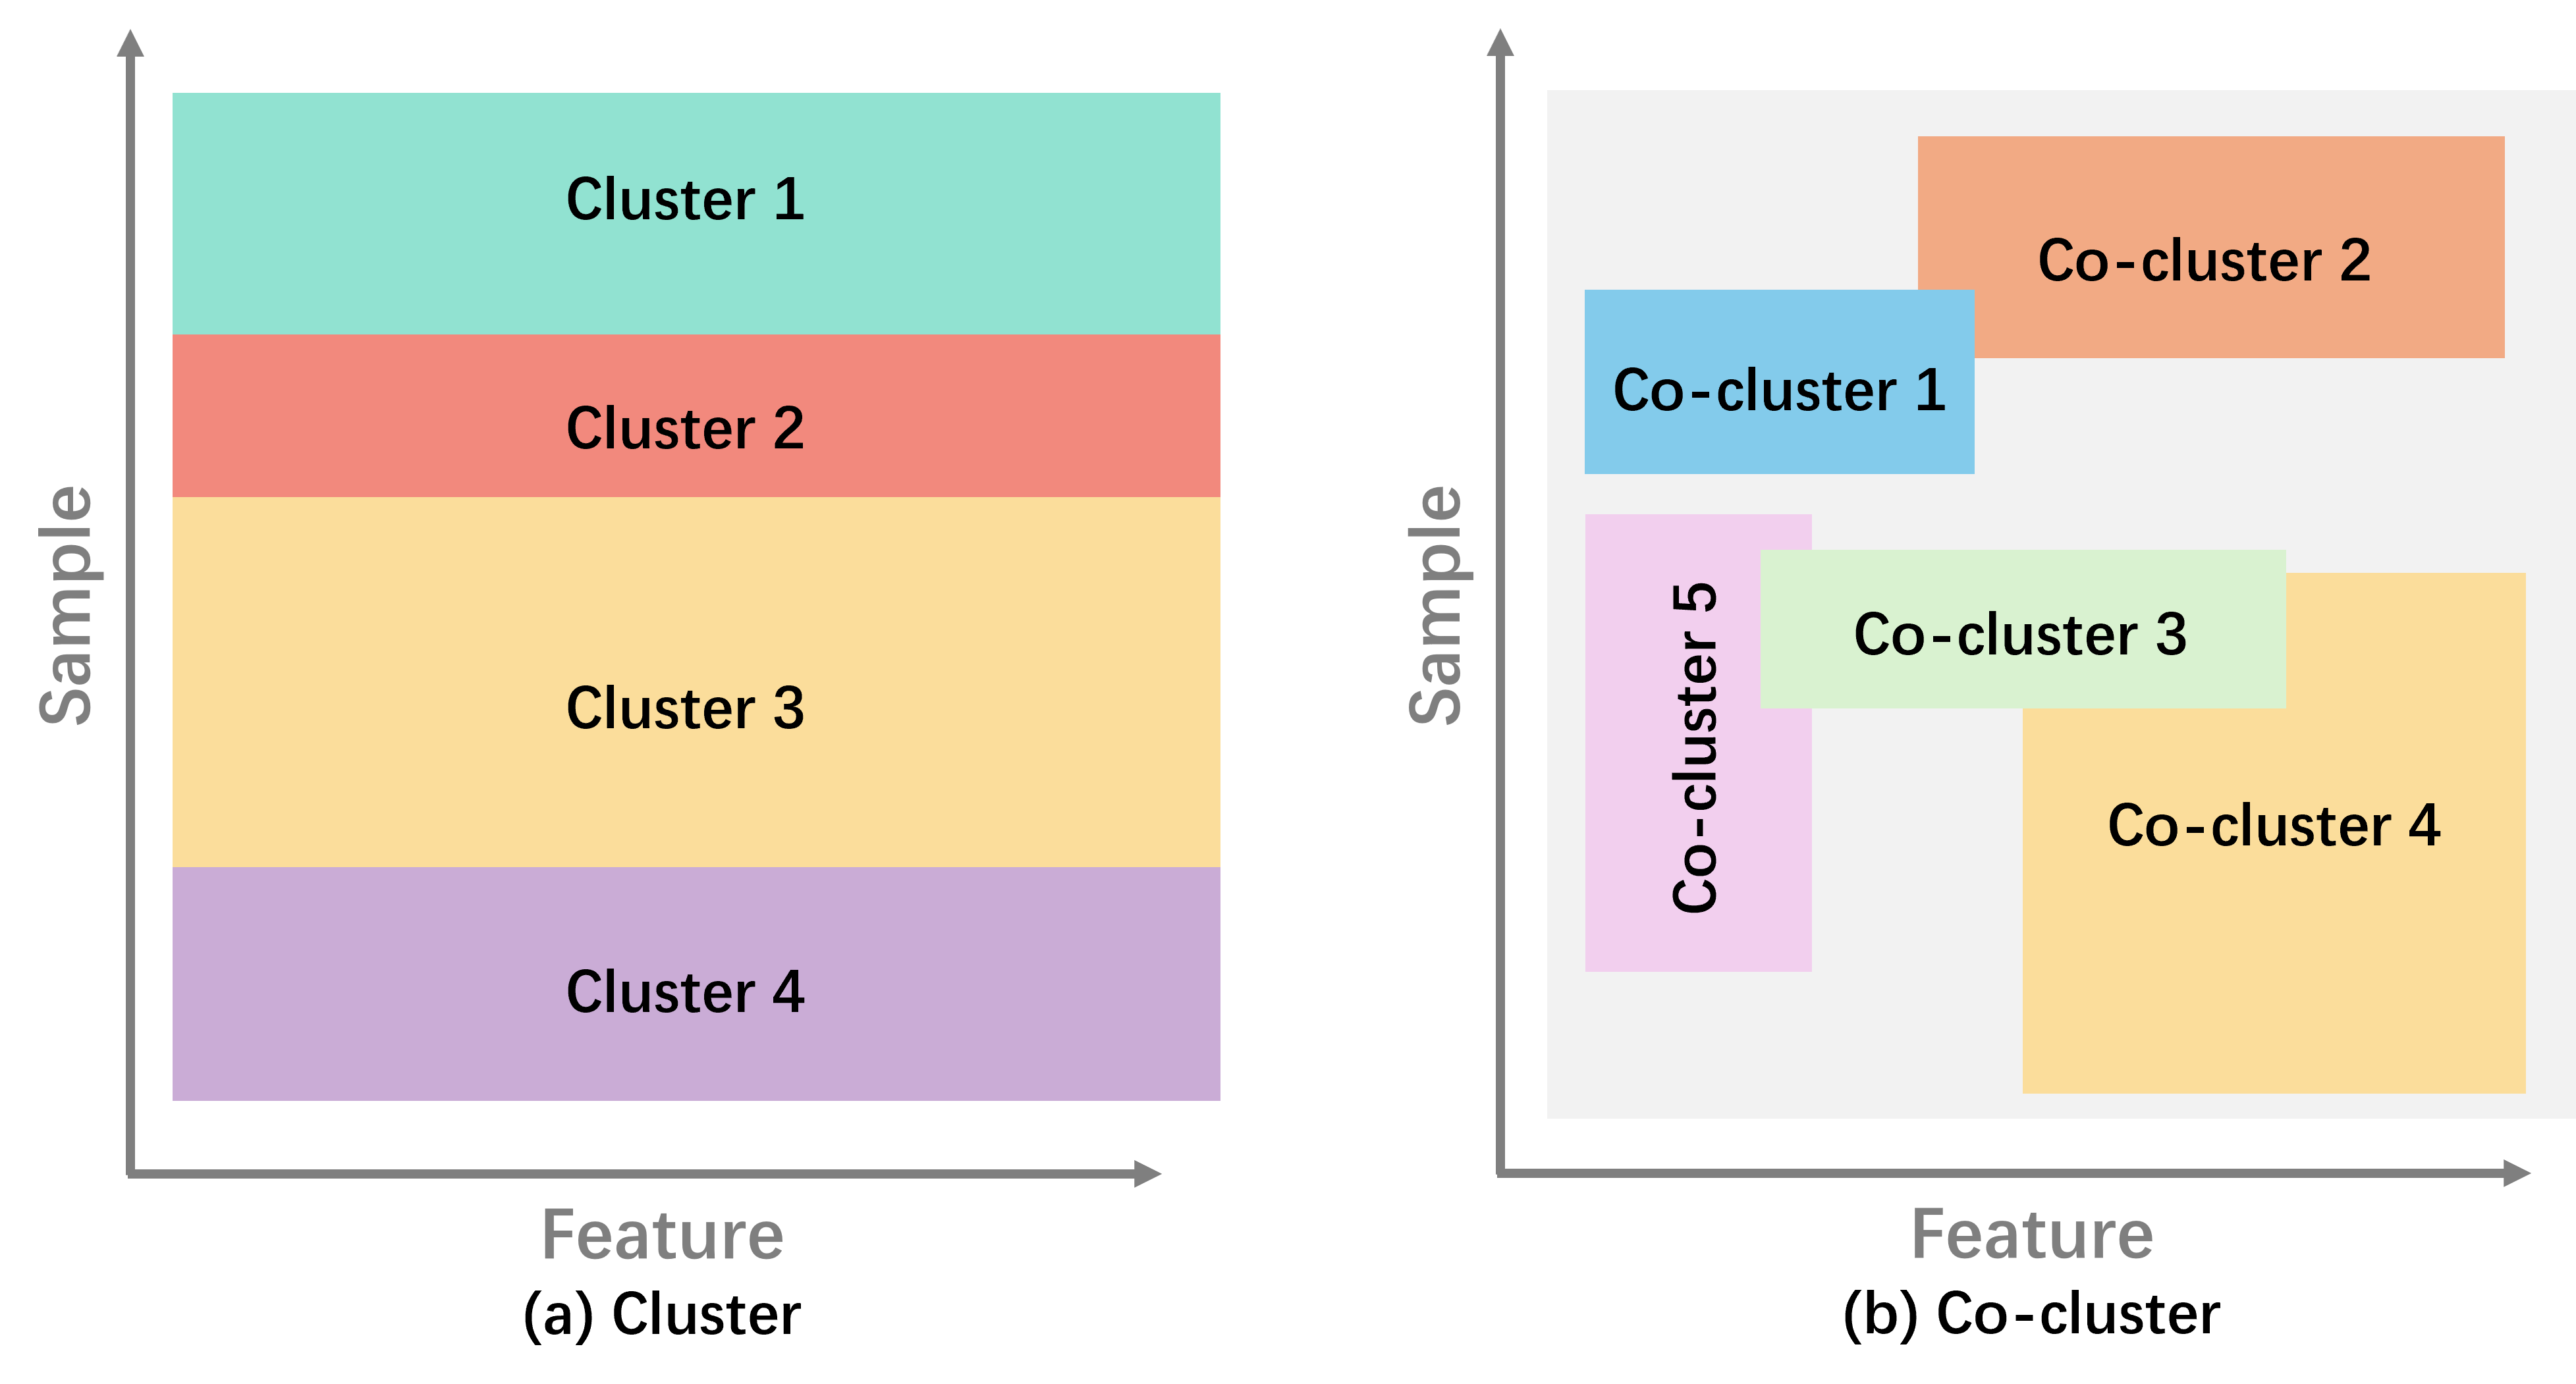 Sample
Cluster 1
Cluster 2
Cluster 3
Cluster 4
Feature
(a) Cluster
Sample
Co-cluster 2
Co-cluster 1
Co-cluster 5
Co-cluster 3
Co-cluster 4
Feature
(b) Co-cluster